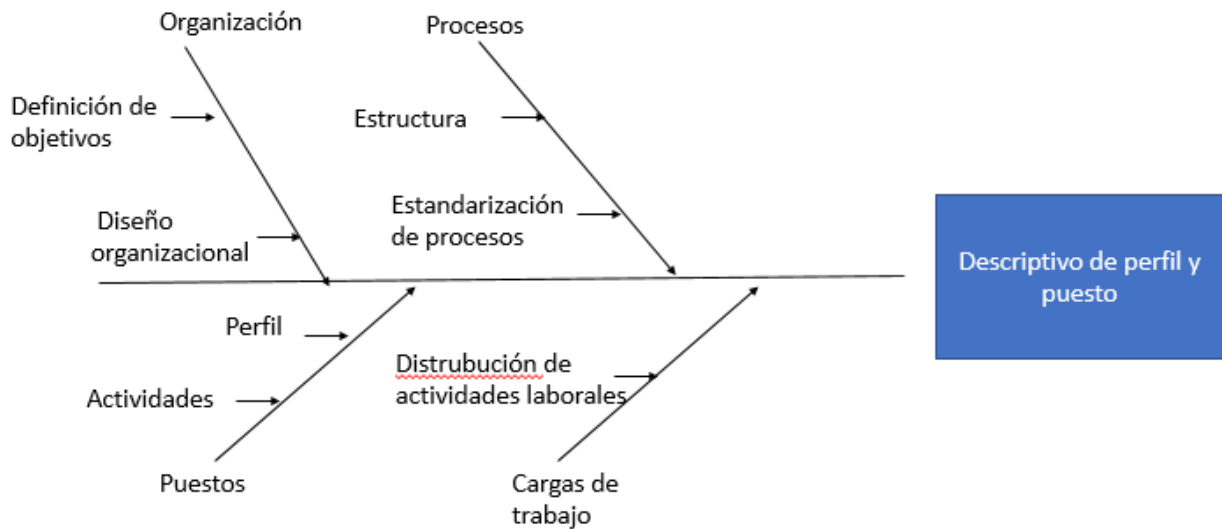 Organización
Procesos
Definición de
objetivos
Estructura
Diseño
organizacional
Estandarización
de procesos
Descriptivo de perfil y
puesto
Perfil
Actividades
Distrubución de
actividades laborales
Puestos
Cargas de
trabajo